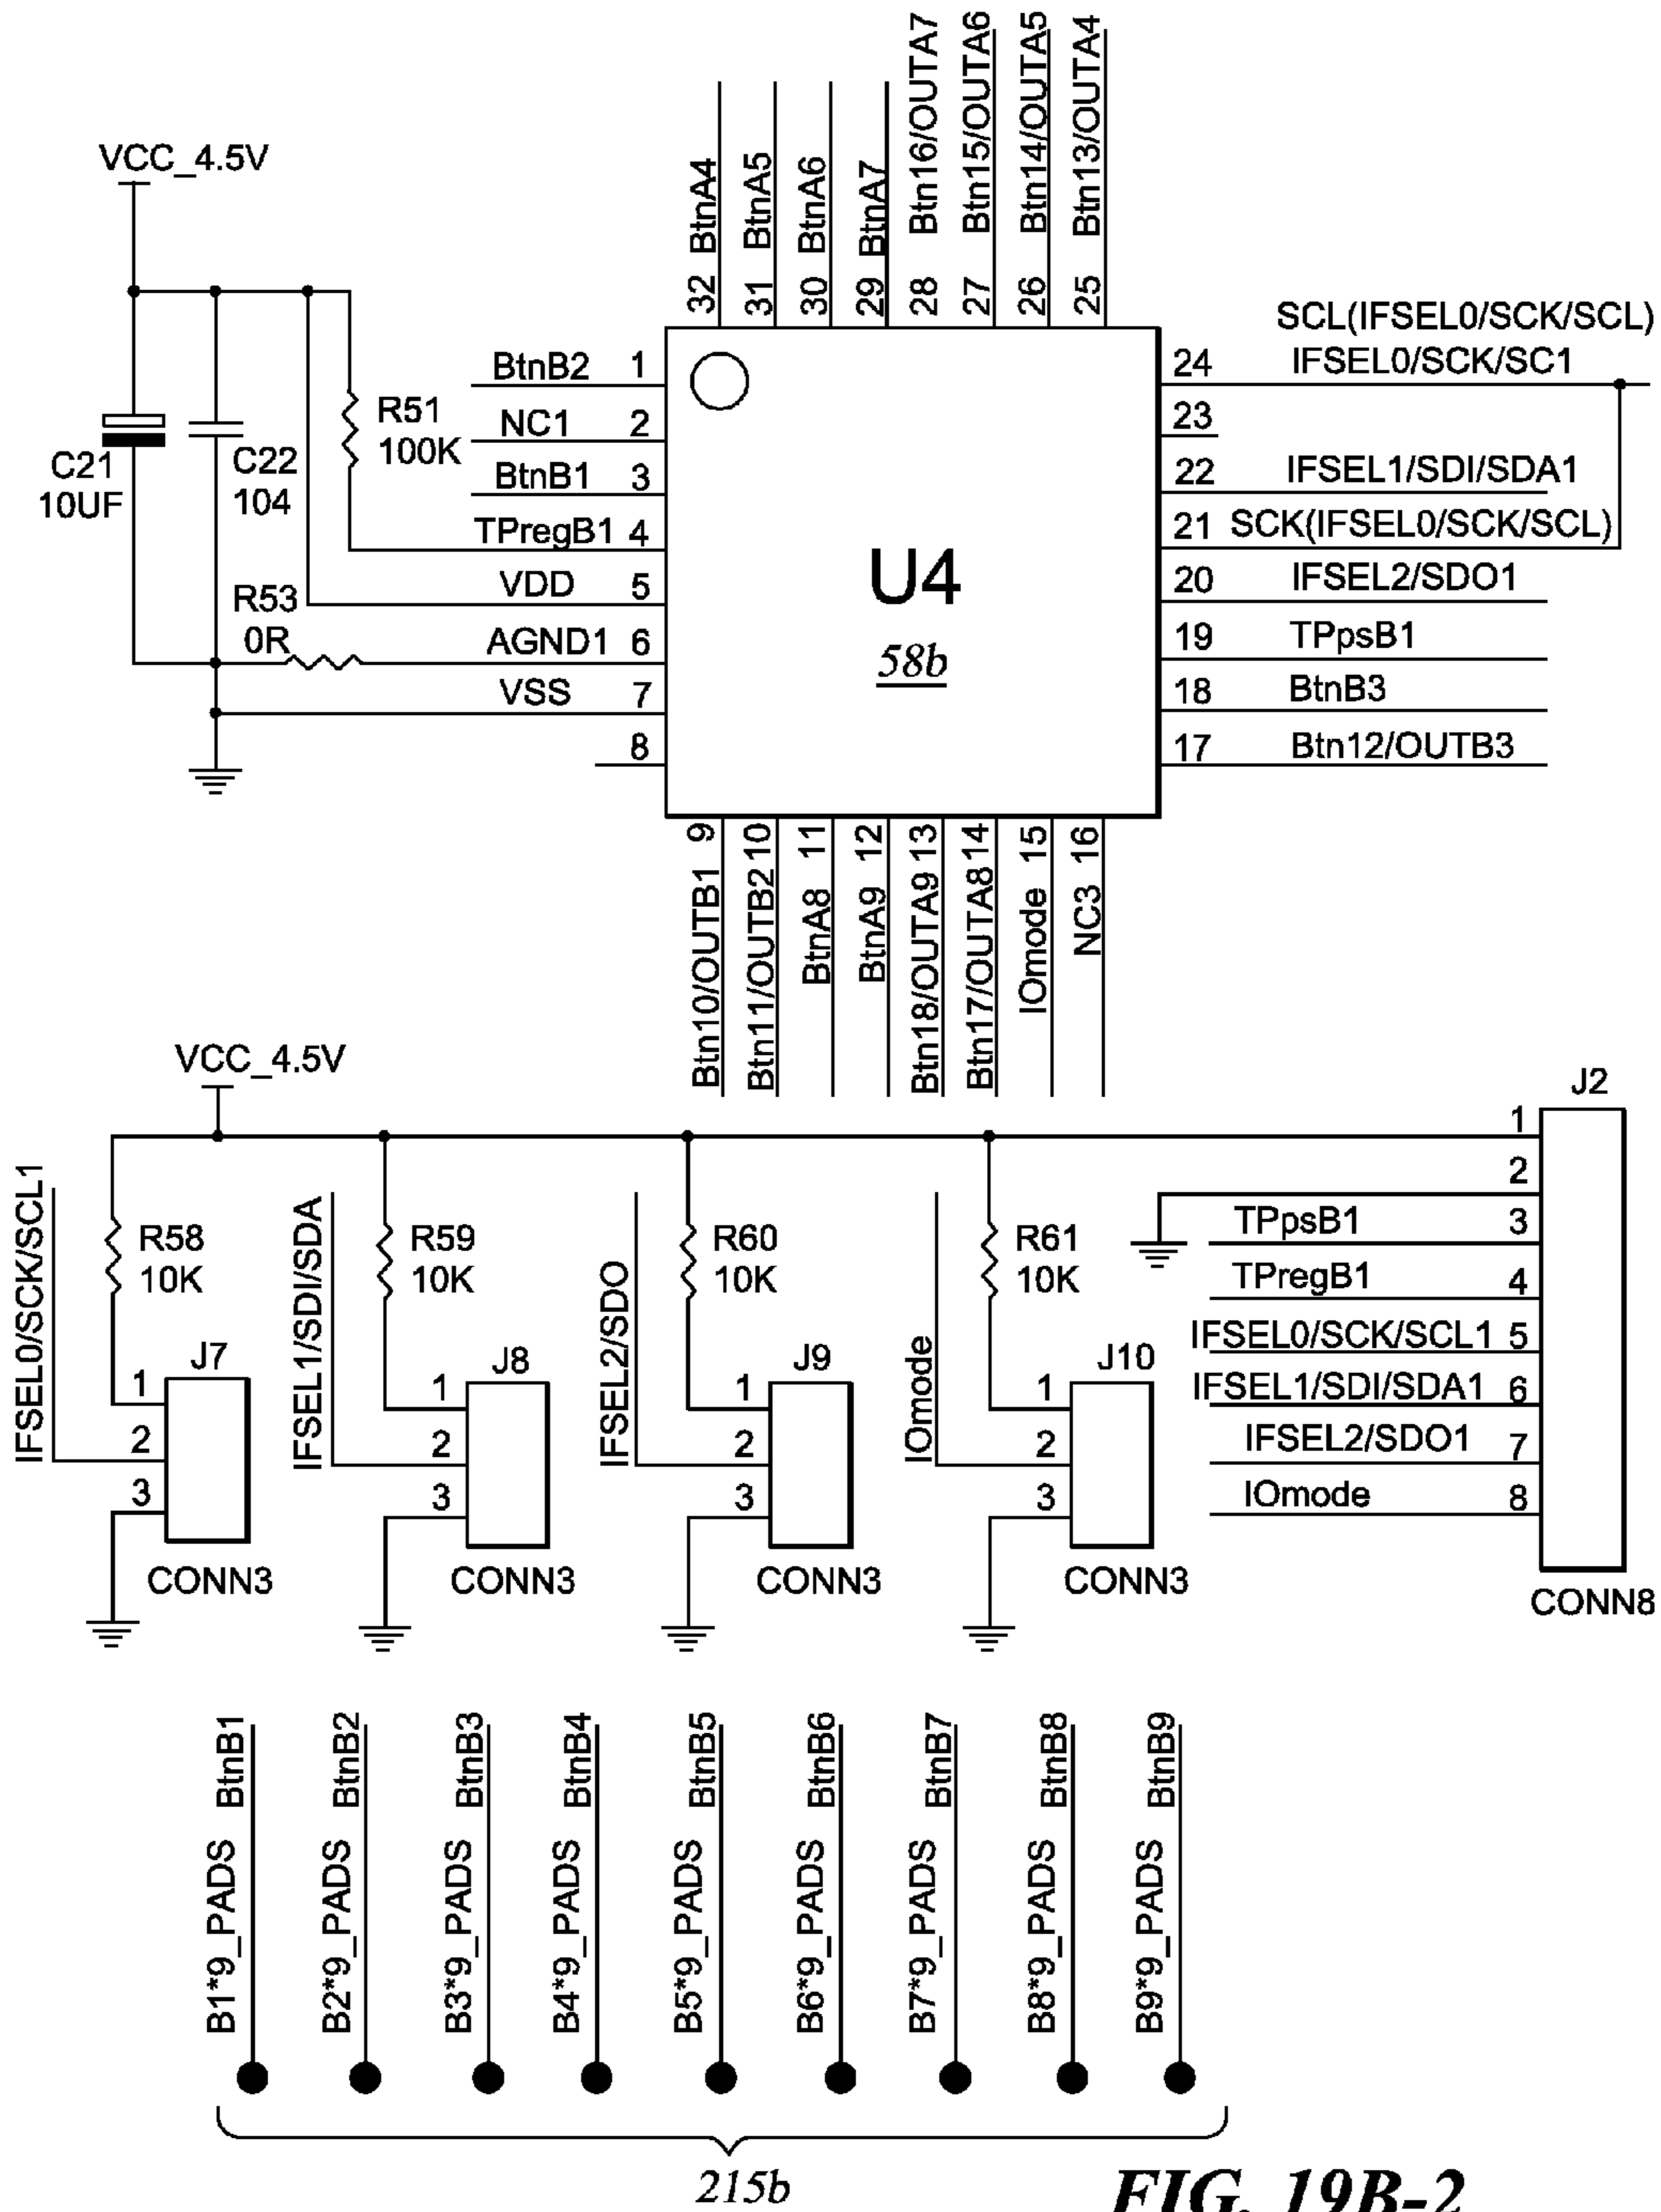 VCC_4.5V
C21
10UF
C22
104
R51
100K
R53
0R
32 BtnA4
31 BtnA5
30 BtnA6
29 BtnA7
28 Btn16/OUTA7
27 Btn15/OUTA6
26 Btn14/OUTA5
25 Btn13/OUTA4
BtnB2 1
NC1 2
BtnB1 3
TPregB1 4
VDD 5
AGND1 6
VSS 7
8
U4
58b
SCL(IFSEL0/SCK/SCL)
24 IFSEL0/SCK/SC1
23
22 IFSEL1/SDI/SDA1
21 SCK(IFSEL0/SCK/SCL)
20 IFSEL2/SDO1
19 TPpsB1
18 BtnB3
17 Btn12/OUTB3
Btn10/OUTB1 9
Btn11/OUTB2 10
BtnA8 11
BtnA9 12
Btn18/OUTA9 13
Btn17/OUTA8 14
IOmode 15
NC3 16
VCC_4.5V
IFSEL0/SCK/SCL1
R58
10K
J7
1
2
3
CONN3
IFSEL1/SDI/SDA
R59
10K
J8
1
2
3
CONN3
IFSEL2/SDO
R60
10K
J9
1
2
3
CONN3
IOmode
R61
10K
J10
1
2
3
CONN3
J2
1
2
TPpsB1 3
TPregB1 4
IFSEL0/SCK/SCL1 5
IFSEL1/SDI/SDA1 6
IFSEL2/SDO1 7
IOmode 8
CONN8
B1*9_PADS BtnB1
B2*9_PADS BtnB2
B3*9_PADS BtnB3
B4*9_PADS BtnB4
B5*9_PADS BtnB5
B6*9_PADS BtnB6
B7*9_PADS BtnB7
B8*9_PADS BtnB8
B9*9_PADS BtnB9
215b
FIG. 19B-2